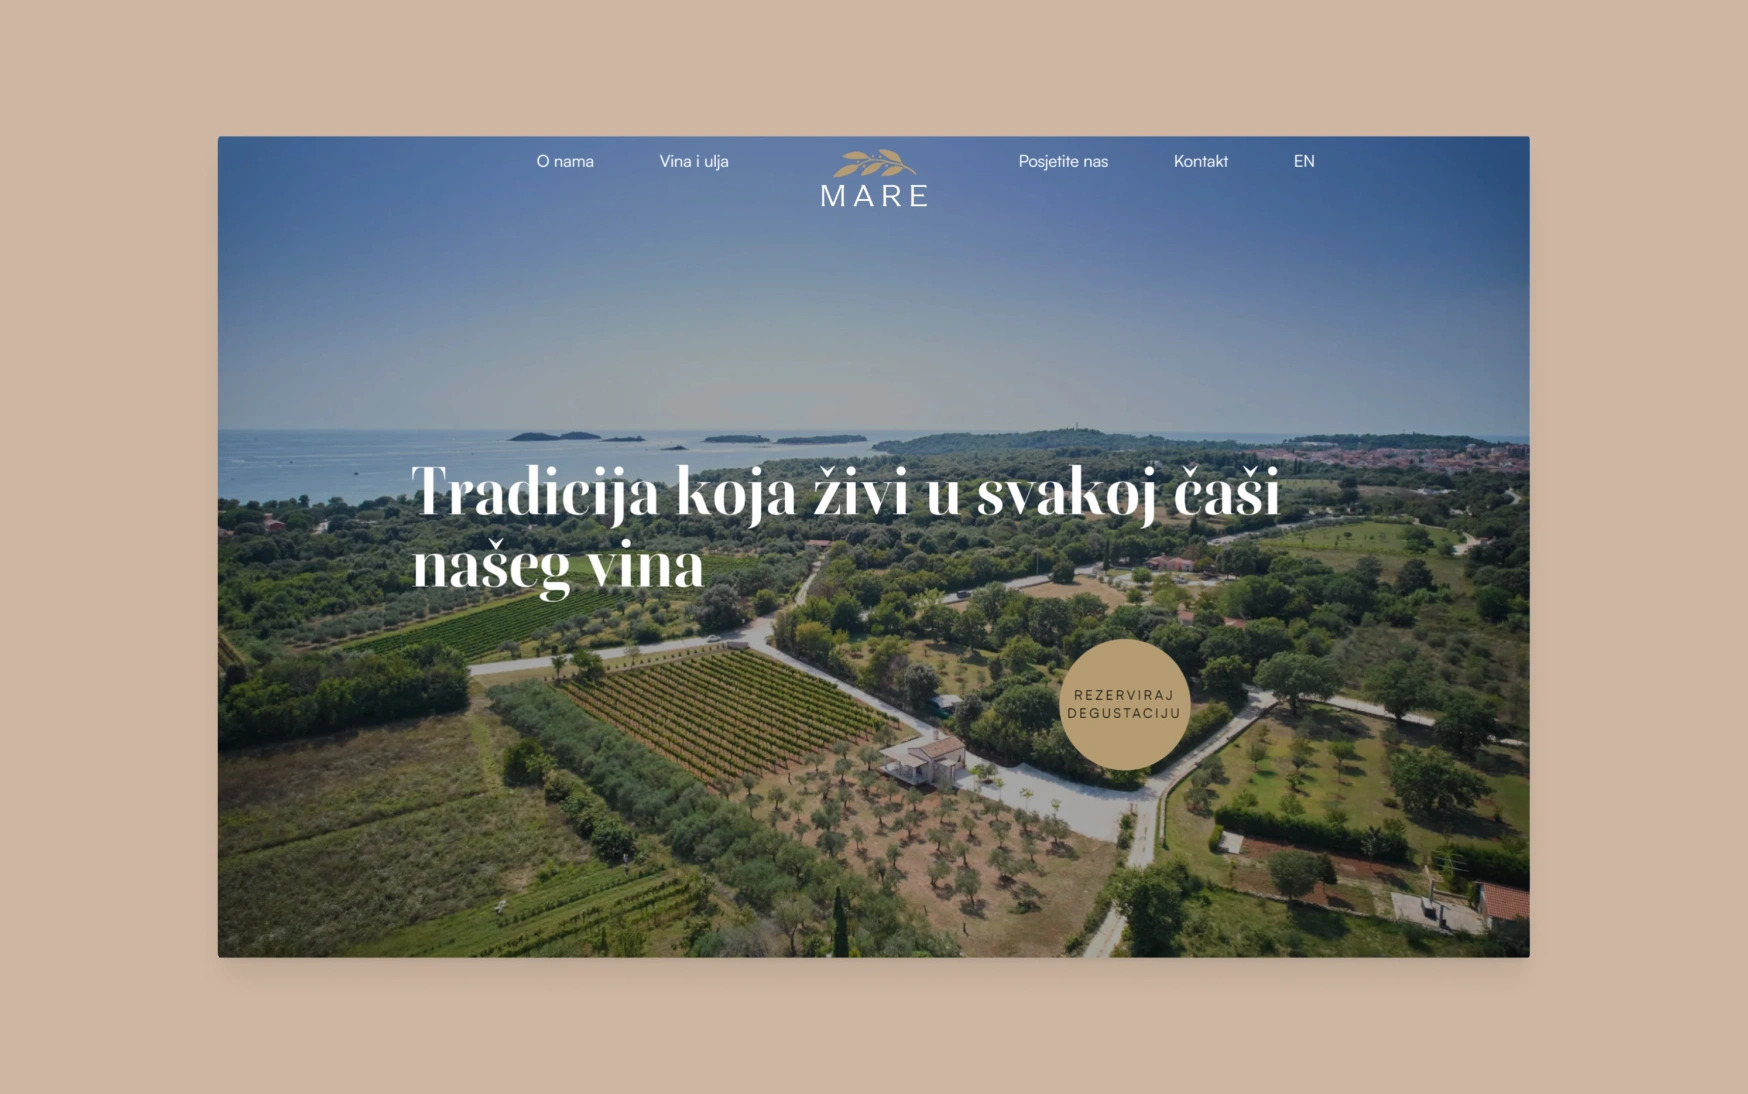 O nama
Vina i ulja
MARE
Posjetite nas
Kontakt
EN
Tradicija koja živi u svakoj čaši
našeg vina
REZERVIRAJ
DEGUSTACIJU